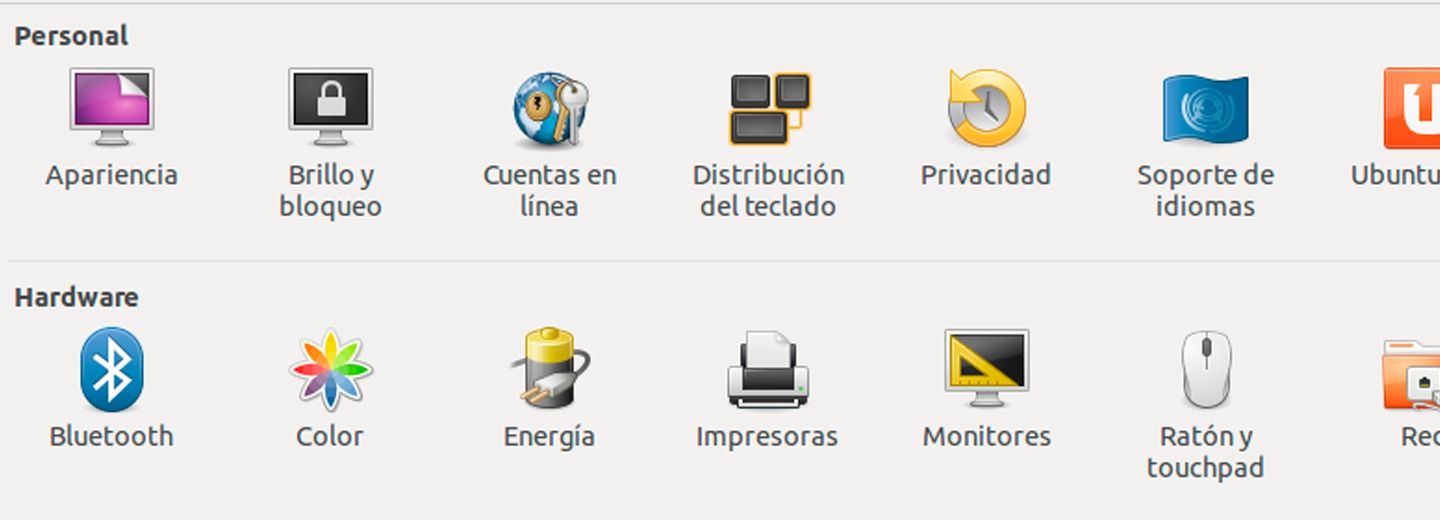 Personal
Apariencia
Brillo y
bloqueo
Cuentas en
línea
Distribución
del teclado
Privacidad
Soporte de
idiomas
Ubuntu
Hardware
Bluetooth
Color
Energía
Impresoras
Monitores
Ratón y
touchpad